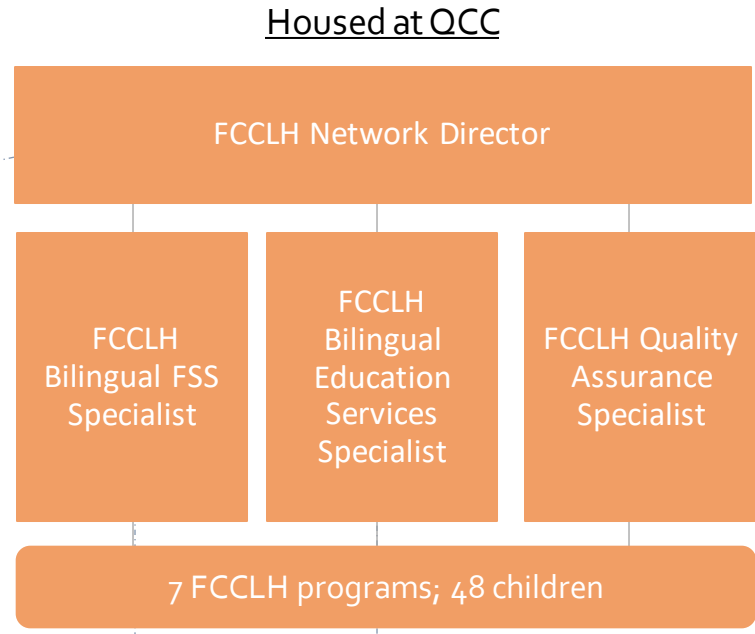 Housed at QCC
FCCLH Network Director
FCCLH
Bilingual FSS
Specialist
FCCLH
Bilingual
Education
Services
Specialist
FCCLH Quality
Assurance
Specialist
7 FCCLH programs; 48 children